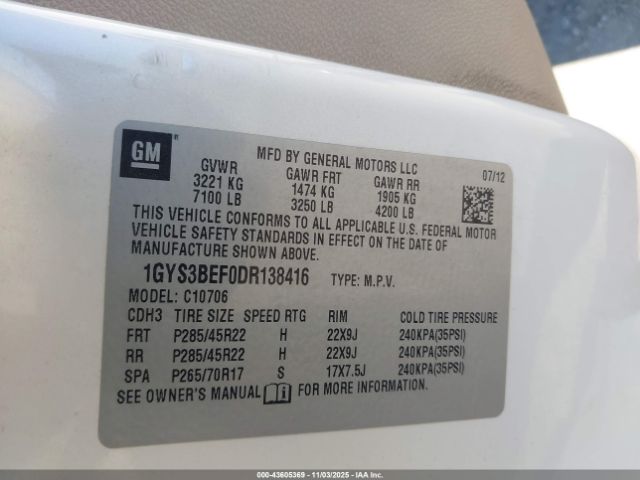 GM
MFD BY GENERAL MOTORS LLC 07/12
GVWR GAWR FRT GAWR RR
3221 KG 1474 KG 1905 KG
7100 LB 3250 LB 4200 LB
THIS VEHICLE CONFORMS TO ALL APPLICABLE U.S. FEDERAL MOTOR
VEHICLE SAFETY STANDARDS IN EFFECT ON THE DATE OF
MANUFACTURE SHOWN ABOVE.
1GYS3BEF0DR138416 TYPE: M.P.V.
MODEL: C10706
CDH3 TIRE SIZE SPEED RTG RIM COLD TIRE PRESSURE
FRT P285/45R22 H 22X9J 240KPA(35PSI)
RR P285/45R22 H 22X9J 240KPA(35PSI)
SPA P265/70R17 S 17X7.5J 240KPA(35PSI)
SEE OWNER'S MANUAL FOR MORE INFORMATION.
000-43605369 - 11/03/2025 - copart.com